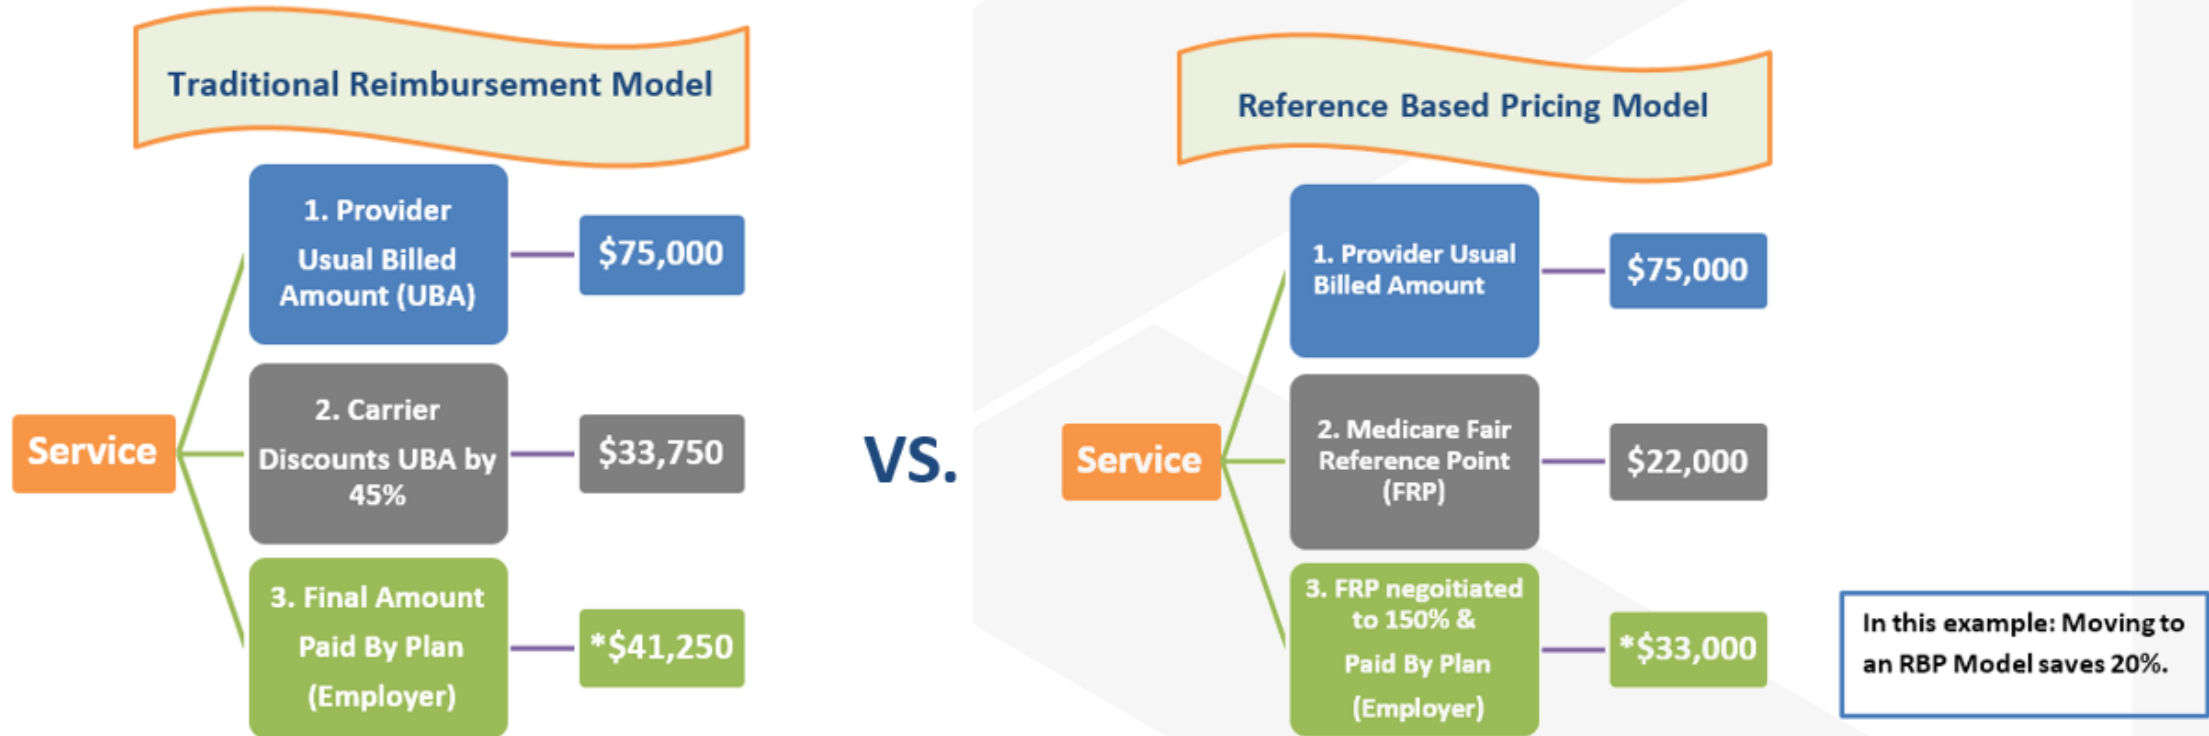 Traditional Reimbursement Model
Service
1. Provider
Usual Billed
Amount (UBA)
$75,000
2. Carrier
Discounts UBA by
45%
$33,750
3. Final Amount
Paid By Plan
(Employer)
*$41,250
VS.
Reference Based Pricing Model
Service
1. Provider Usual
Billed Amount
$75,000
2. Medicare Fair
Reference Point
(FRP)
$22,000
3. FRP negoitiated
to 150% &
Paid By Plan
(Employer)
*$33,000
In this example: Moving to
an RBP Model saves 20%.